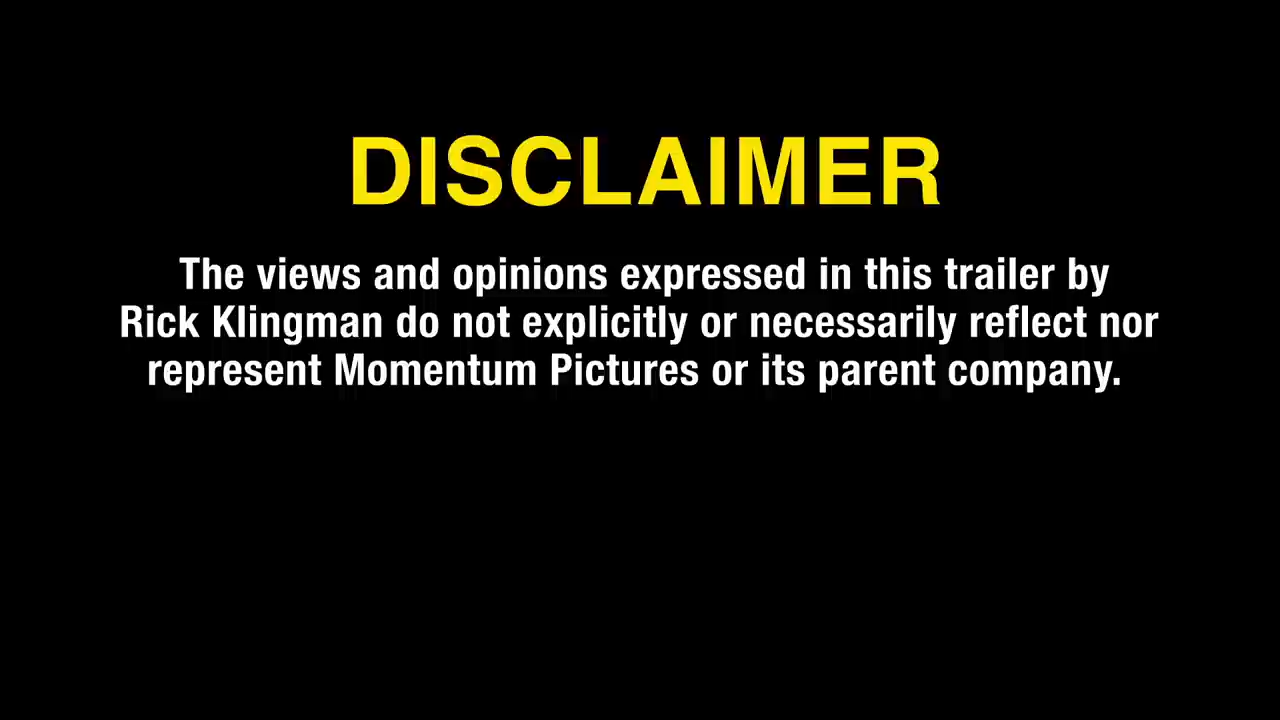 DISCLAIMER
The views and opinions expressed in this trailer by
Rick Klingman do not explicitly or necessarily reflect nor
represent Momentum Pictures or its parent company.